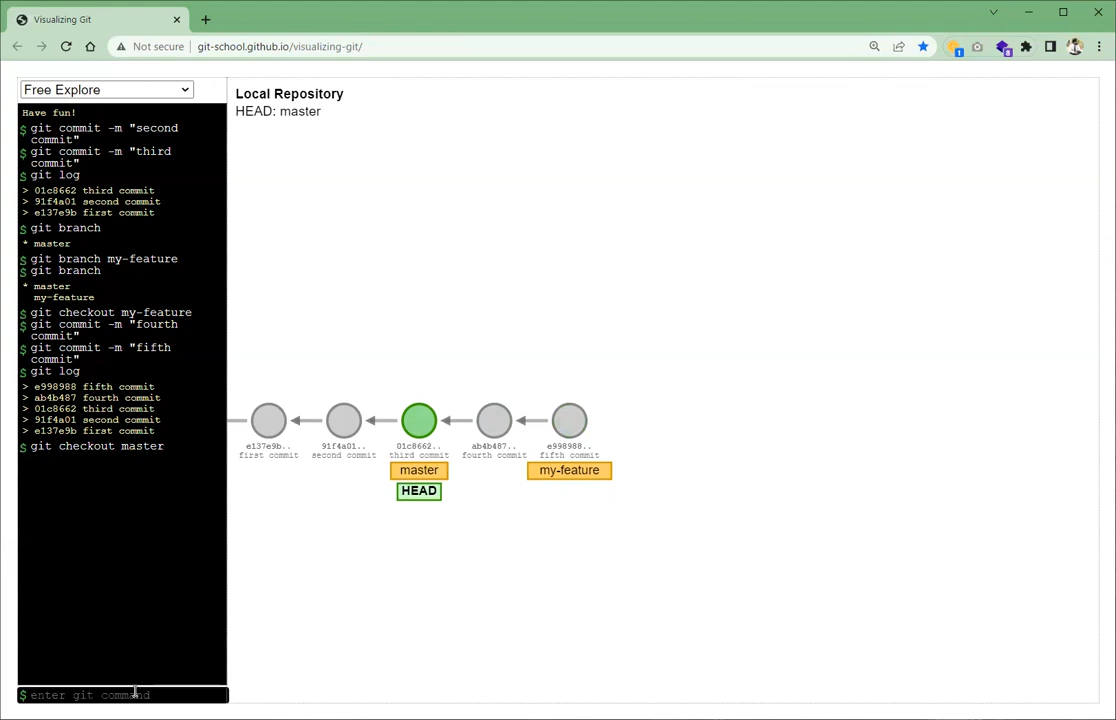 Visualizing Git
Not secure
git-school.github.io/visualizing-git/
1
8
Free Explore
Have fun!
$ git commit -m "second
commit"
$ git commit -m "third
commit"
$ git log
> 01c8662 third commit
> 91f4a01 second commit
> e137e9b first commit
$ git branch
* master
$ git branch my-feature
$ git branch
* master
my-feature
$ git checkout my-feature
$ git commit -m "fourth
commit"
$ git commit -m "fifth
commit"
$ git log
> e998988 fifth commit
> ab4b487 fourth commit
> 01c8662 third commit
> 91f4a01 second commit
> e137e9b first commit
$ git checkout master
$ enter git command
Local Repository
HEAD: master
e137e9b.. 91f4a01.. 01c8662.. ab4b487.. e998988..
first commit second commit third commit fourth commit fifth commit
master my-feature
HEAD